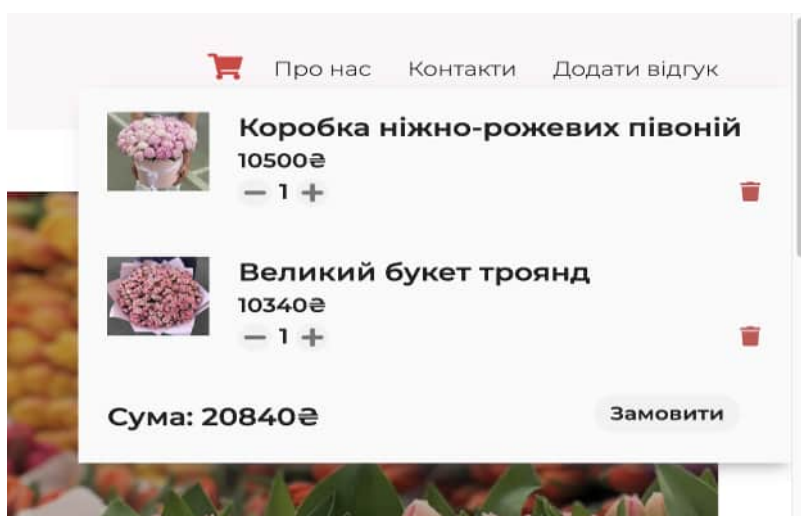 Про нас Контакти Додати відгук
Коробка ніжно-рожевих півоній
10500₴
— 1 +
Великий букет троянд
10340₴
— 1 +
Сума: 20840₴ Замовити